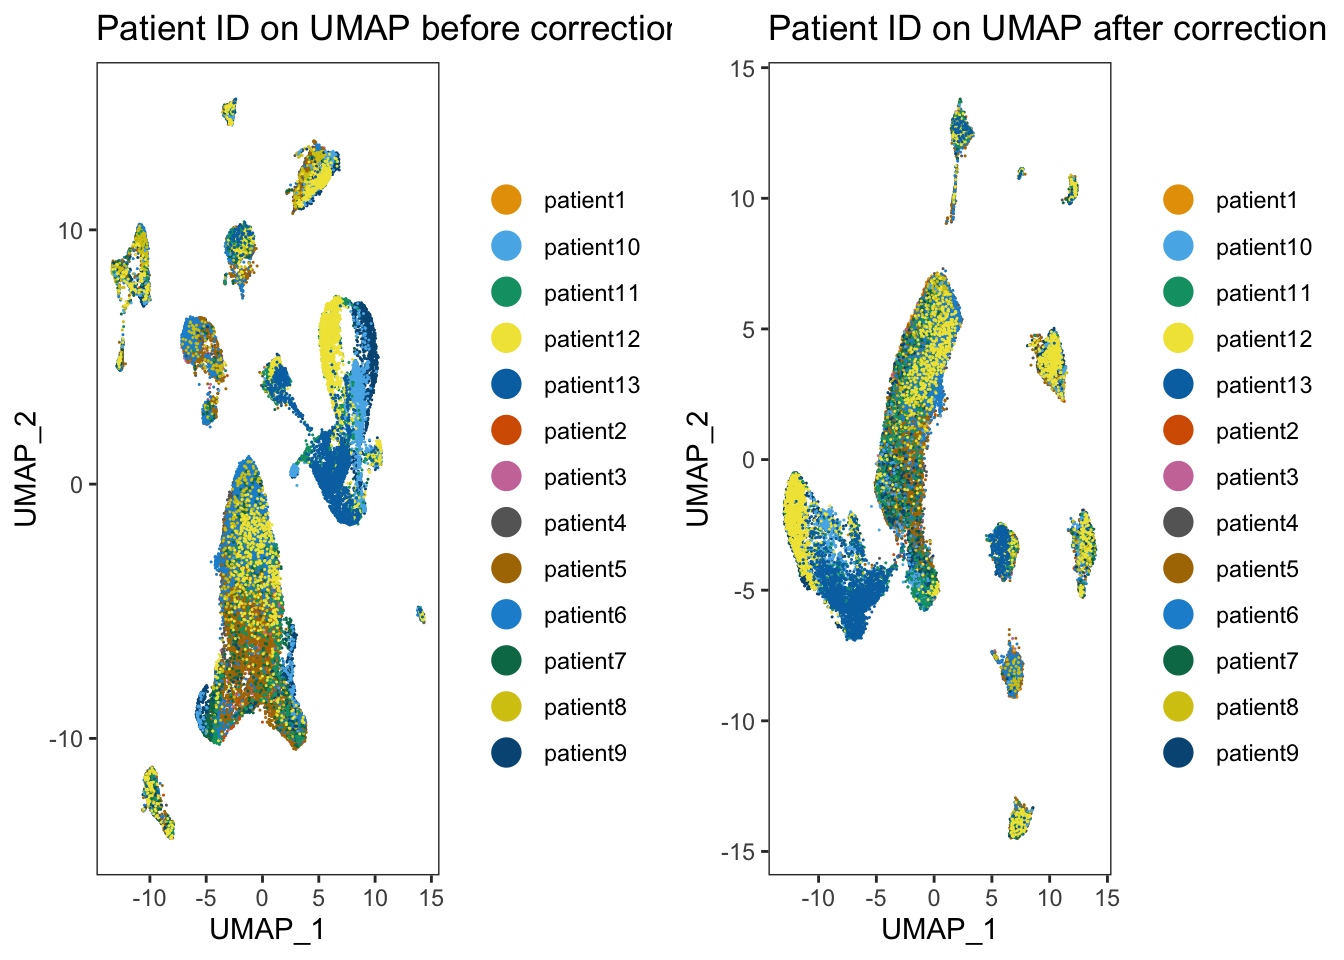 Patient ID on UMAP before correction
10
0
-10
-10
-5
0
5
10
15
UMAP_1
UMAP_2
patient1
patient10
patient11
patient12
patient13
patient2
patient3
patient4
patient5
patient6
patient7
patient8
patient9
Patient ID on UMAP after correction
15
10
5
0
-5
-10
-15
-10
-5
0
5
10
15
UMAP_1
UMAP_2
patient1
patient10
patient11
patient12
patient13
patient2
patient3
patient4
patient5
patient6
patient7
patient8
patient9